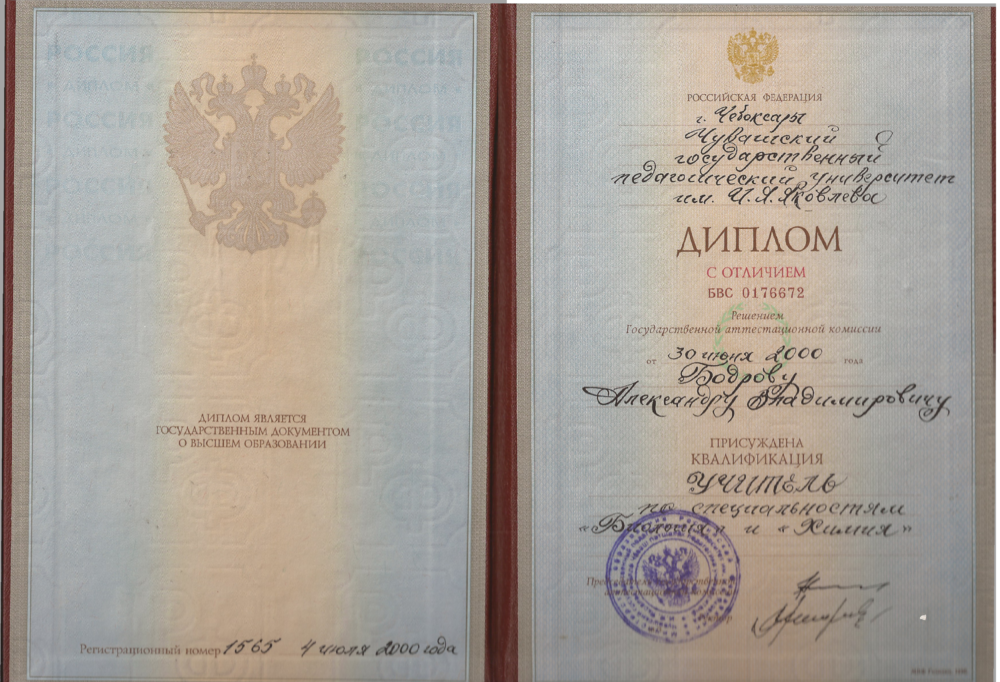 РОССИЯ РОССИЯ
ДИПЛОМ ЯВЛЯЕТСЯ
ГОСУДАРСТВЕННЫМ ДОКУМЕНТОМ
О ВЫСШЕМ ОБРАЗОВАНИИ
Регистрационный номер 1565 4 июля 2000 года
РОССИЙСКАЯ ФЕДЕРАЦИЯ
г. Чебоксары
Чувашский
государственный
педагогический университет
им. И.Я.Яковлева
ДИПЛОМ
С ОТЛИЧИЕМ
БВС 0176672
Решением
Государственной аттестационной комиссии
от 30 июня 2000 года
Бодрову
Александру Владимировичу
ПРИСУЖДЕНА
КВАЛИФИКАЦИЯ
УЧИТЕЛЬ
по специальностям
«Биология» и «Химия»